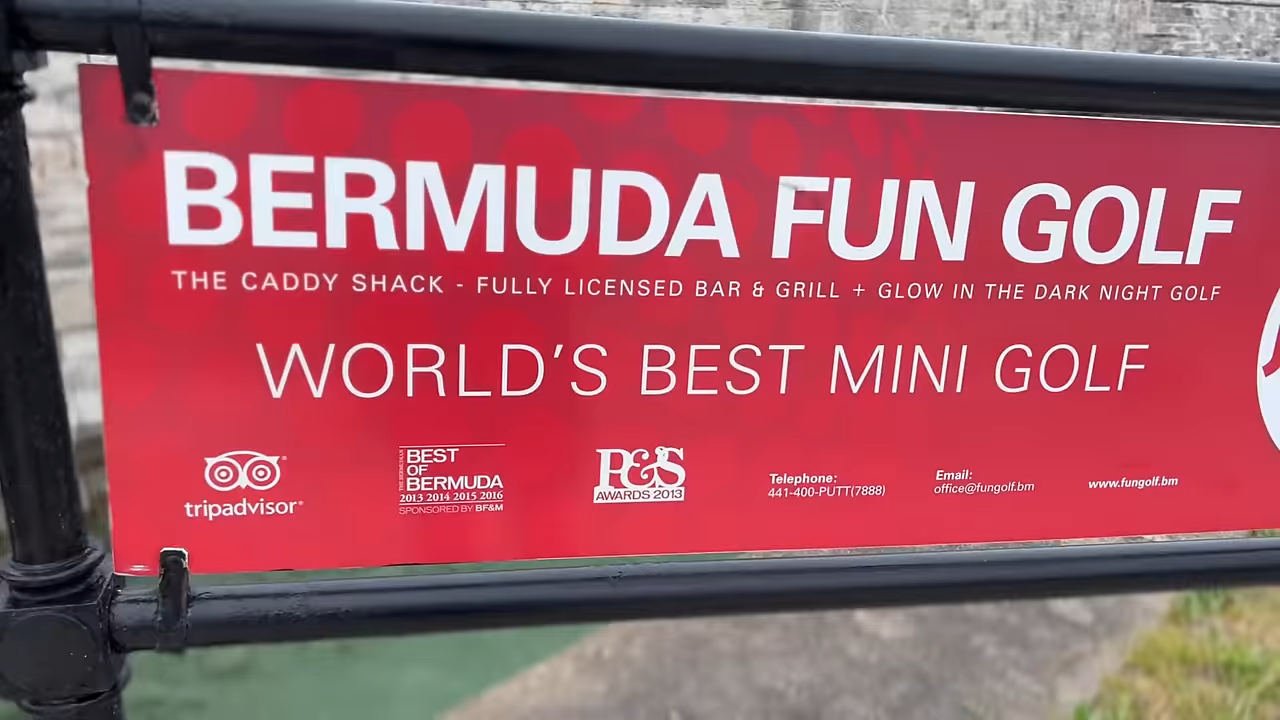 BERMUDA FUN GOLF
THE CADDY SHACK - FULLY LICENSED BAR & GRILL + GLOW IN THE DARK NIGHT GOLF
WORLD'S BEST MINI GOLF
tripadvisor®
THE BERMUDIAN
BEST
OF
BERMUDA
2013 2014 2015 2016
SPONSORED BY BF&M
P&S
AWARDS 2013
Telephone:
441-400-PUTT(7888)
Email:
office@fungolf.bm
www.fungolf.bm